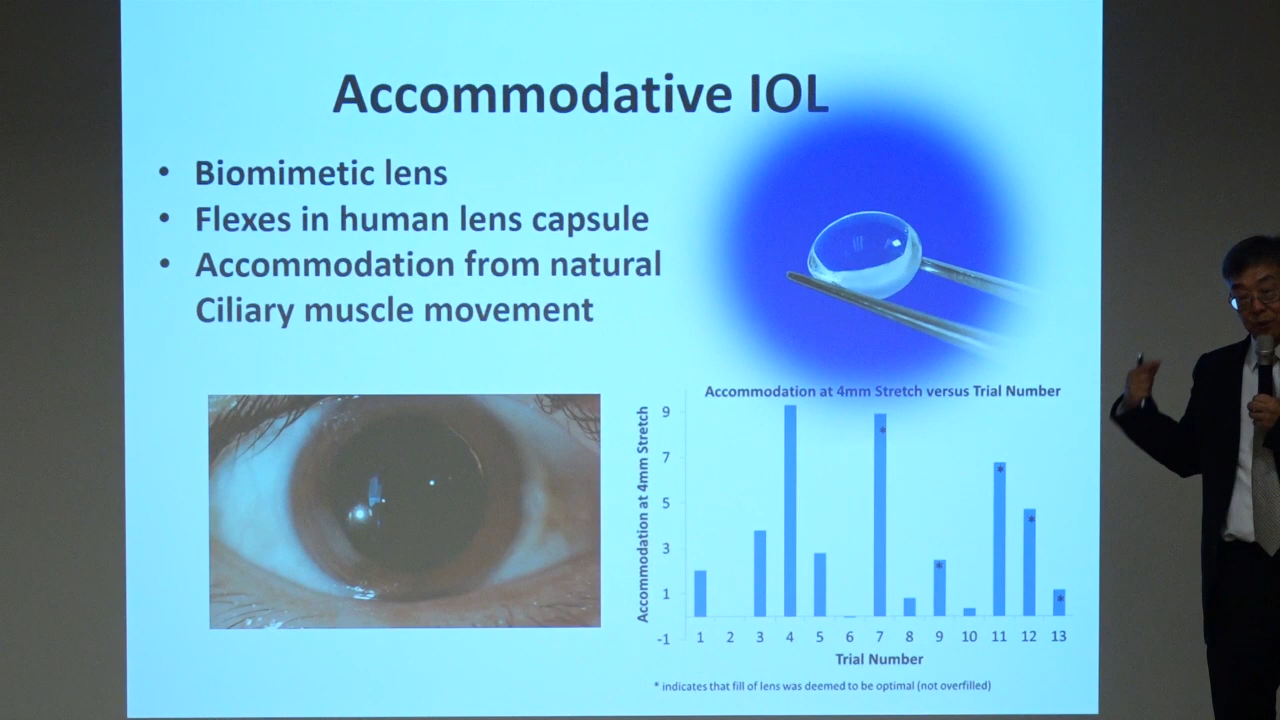 Accommodative IOL
• Biomimetic lens
• Flexes in human lens capsule
• Accommodation from natural
Ciliary muscle movement
Accommodation at 4mm Stretch versus Trial Number
Accommodation at 4mm Stretch
9
7
5
3
1
-1
1 2 3 4 5 6 7 8 9 10 11 12 13
Trial Number
* indicates that fill of lens was deemed to be optimal (not overfilled)